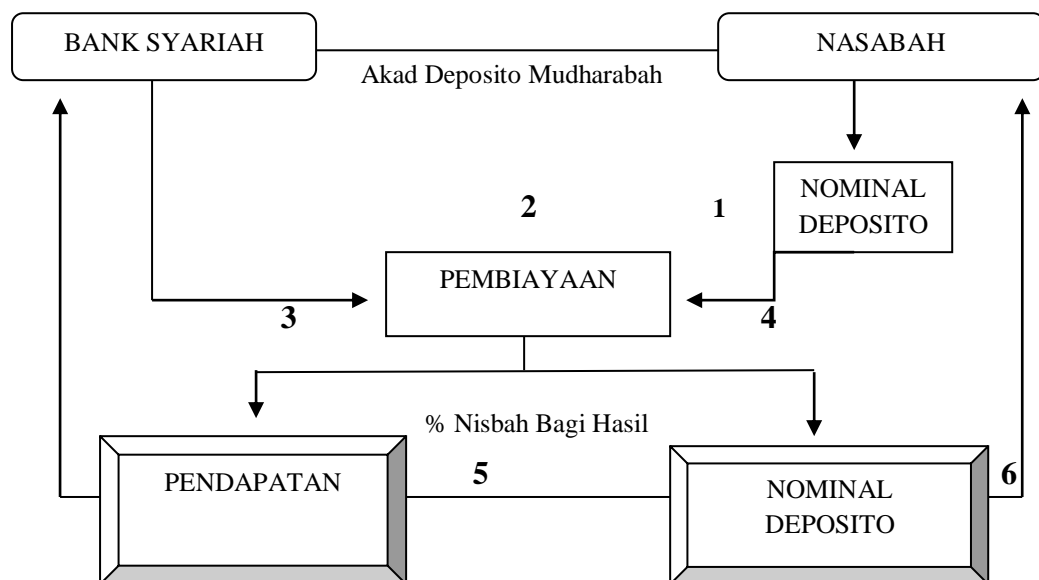 BANK SYARIAH
NASABAH
Akad Deposito Mudharabah
NOMINAL
DEPOSITO
2
1
PEMBIAYAAN
3
4
% Nisbah Bagi Hasil
PENDAPATAN
5
NOMINAL
DEPOSITO
6